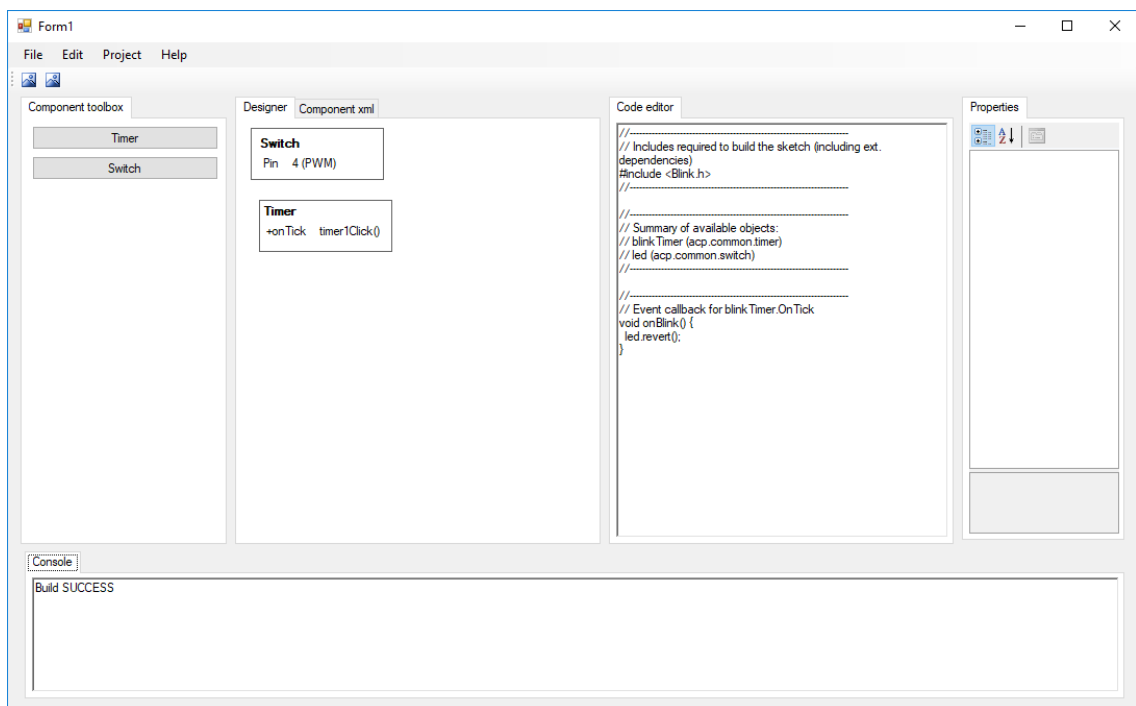 Form1
File Edit Project Help
Component toolbox
Timer
Switch
Designer Component xml
Switch
Pin 4 (PWM)
Timer
+onTick timer1Click()
Code editor
//----------------------------------------------------------------------
// Includes required to build the sketch (including ext.
dependencies)
#include <Blink.h>
//----------------------------------------------------------------------
//----------------------------------------------------------------------
// Summary of available objects:
// blinkTimer (acp.common.timer)
// led (acp.common.switch)
//----------------------------------------------------------------------
//----------------------------------------------------------------------
// Event callback for blinkTimer.OnTick
void onBlink() {
led.revert();
}
Properties
A
Z
Console
Build SUCCESS